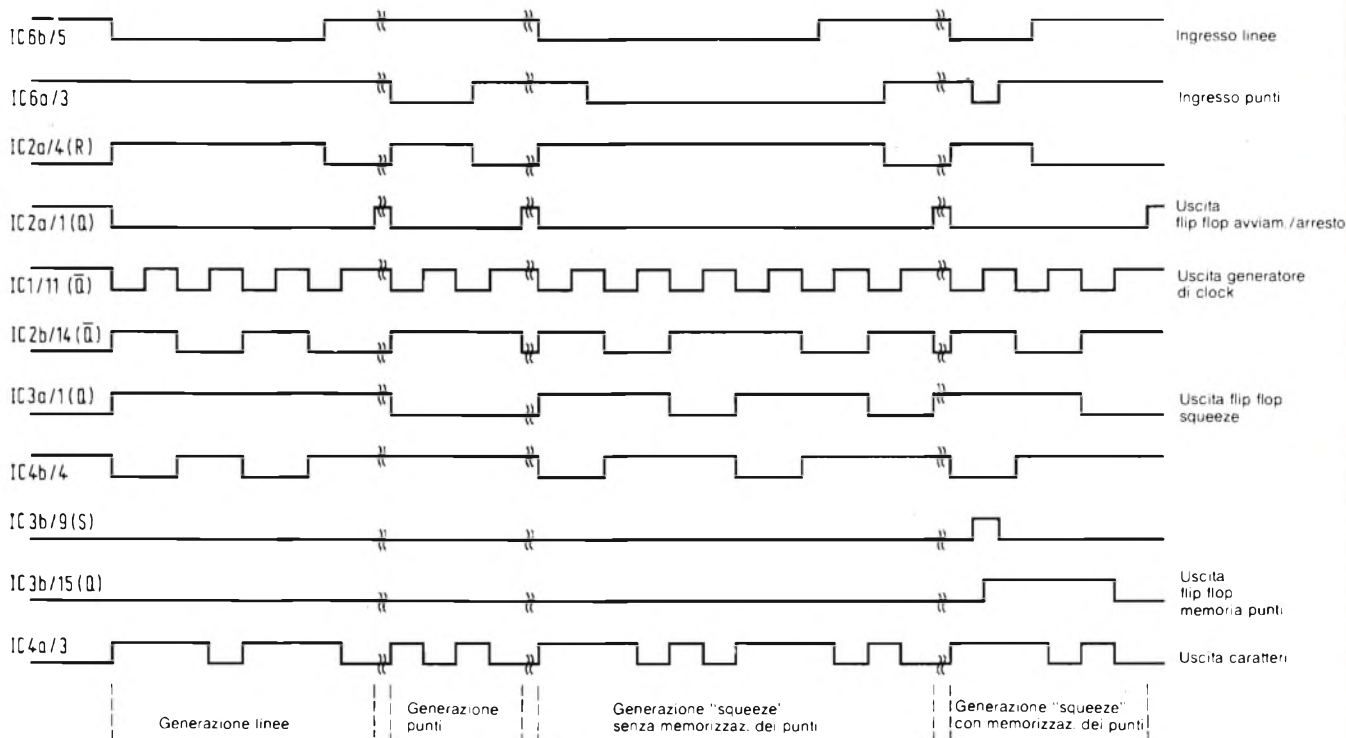 IC6b/5
Ingresso linee
IC6a/3
Ingresso punti
IC2a/4(R)
IC2a/1(Q)
Uscita
flip flop avviam./arresto
IC1/11 (Q̅)
Uscita generatore
di clock
IC2b/14(Q̅)
IC3a/1(Q)
Uscita flip flop
squeeze
IC4b/4
IC3b/9(S)
IC3b/15(Q)
Uscita
flip flop
memoria punti
IC4a/3
Uscita caratteri
Generazione linee
Generazione
punti
Generazione "squeeze'
senza memorizzaz. dei punti
Generazione "squeeze"
con memorizzaz. dei punti